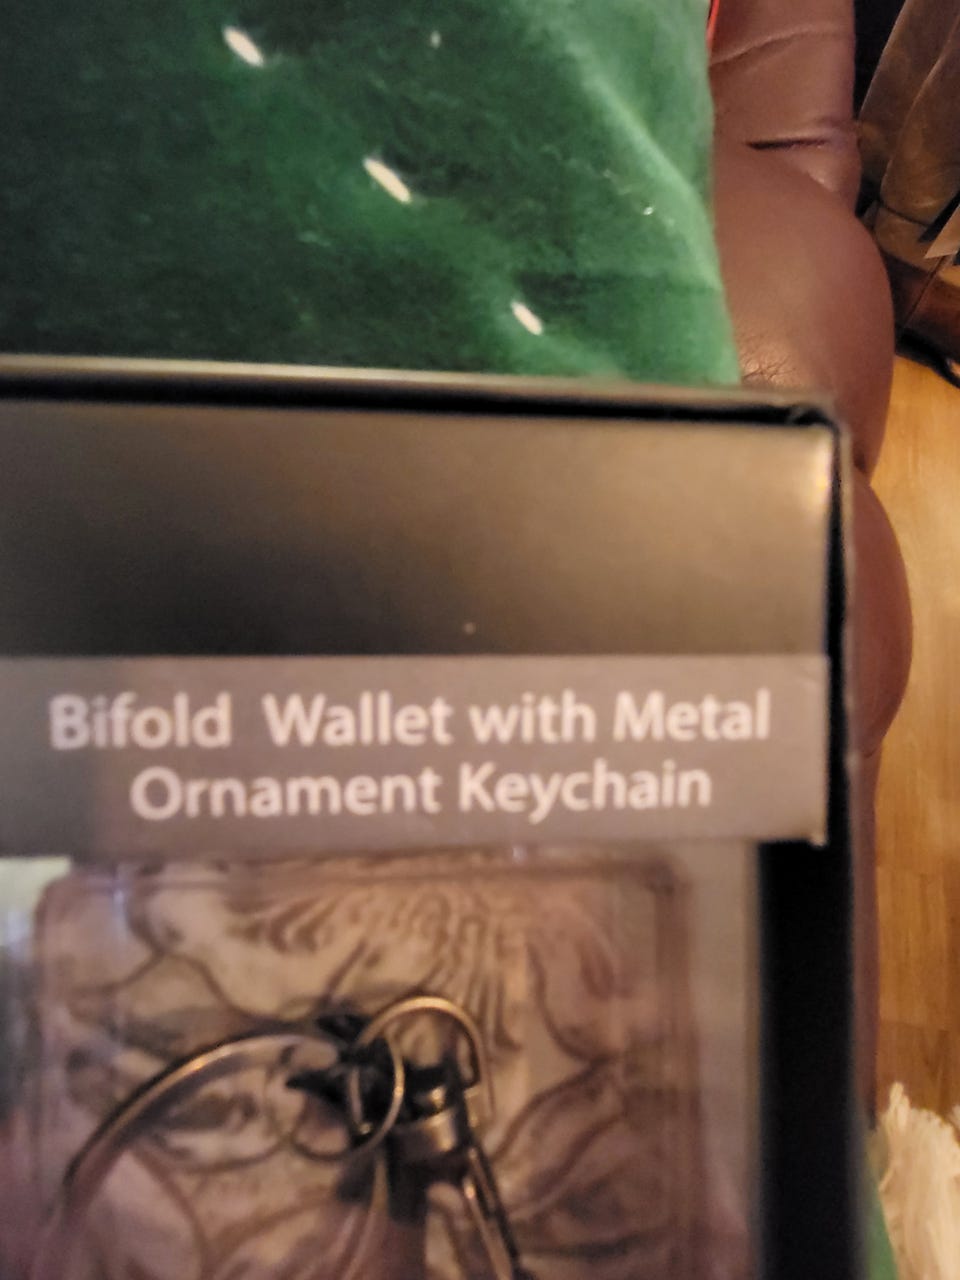 Bifold Wallet with Metal
Ornament Keychain